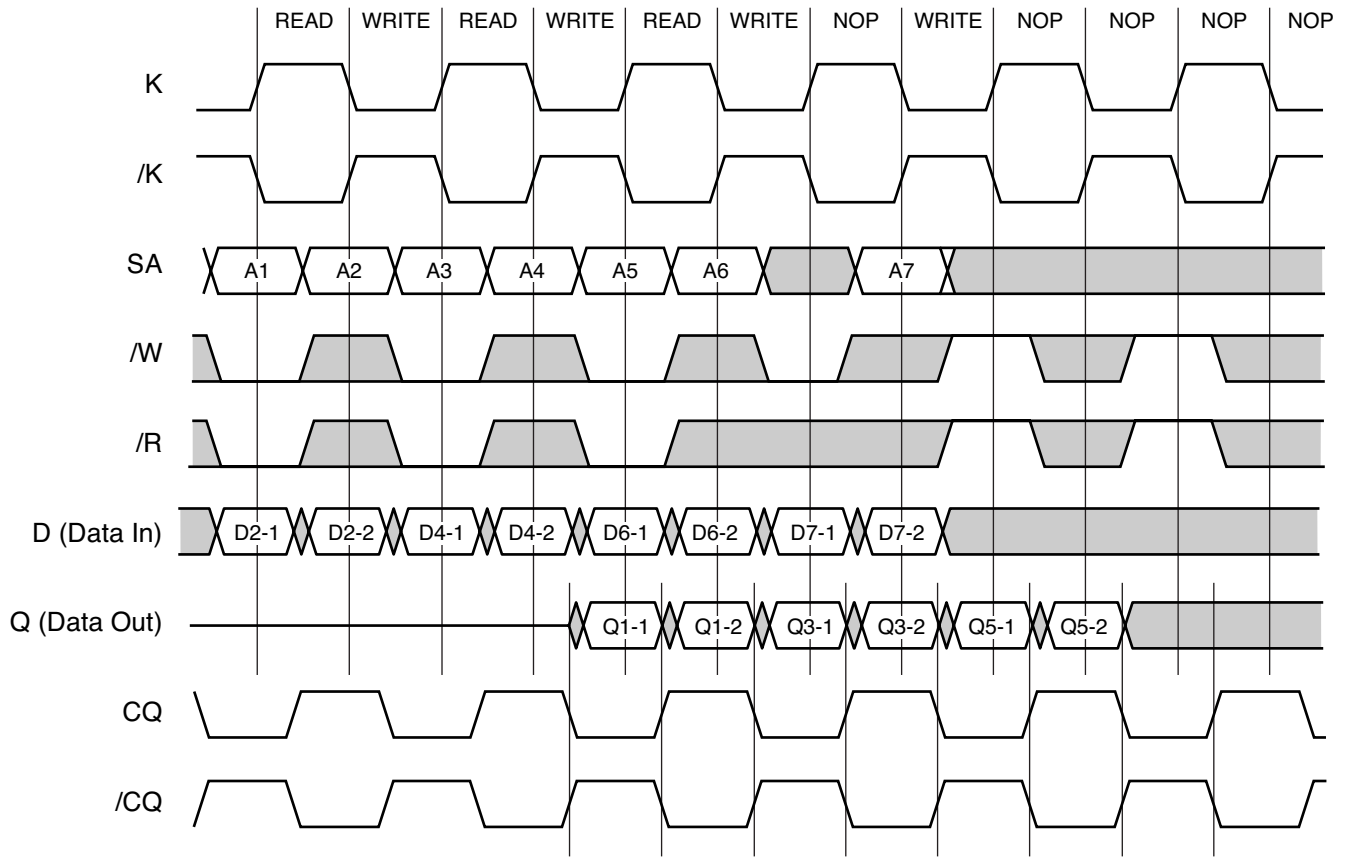 READ WRITE READ WRITE READ WRITE NOP WRITE NOP NOP NOP NOP
K
/K
SA A1 A2 A3 A4 A5 A6 A7
/W
/R
D (Data In) D2-1 D2-2 D4-1 D4-2 D6-1 D6-2 D7-1 D7-2
Q (Data Out) Q1-1 Q1-2 Q3-1 Q3-2 Q5-1 Q5-2
CQ
/CQ